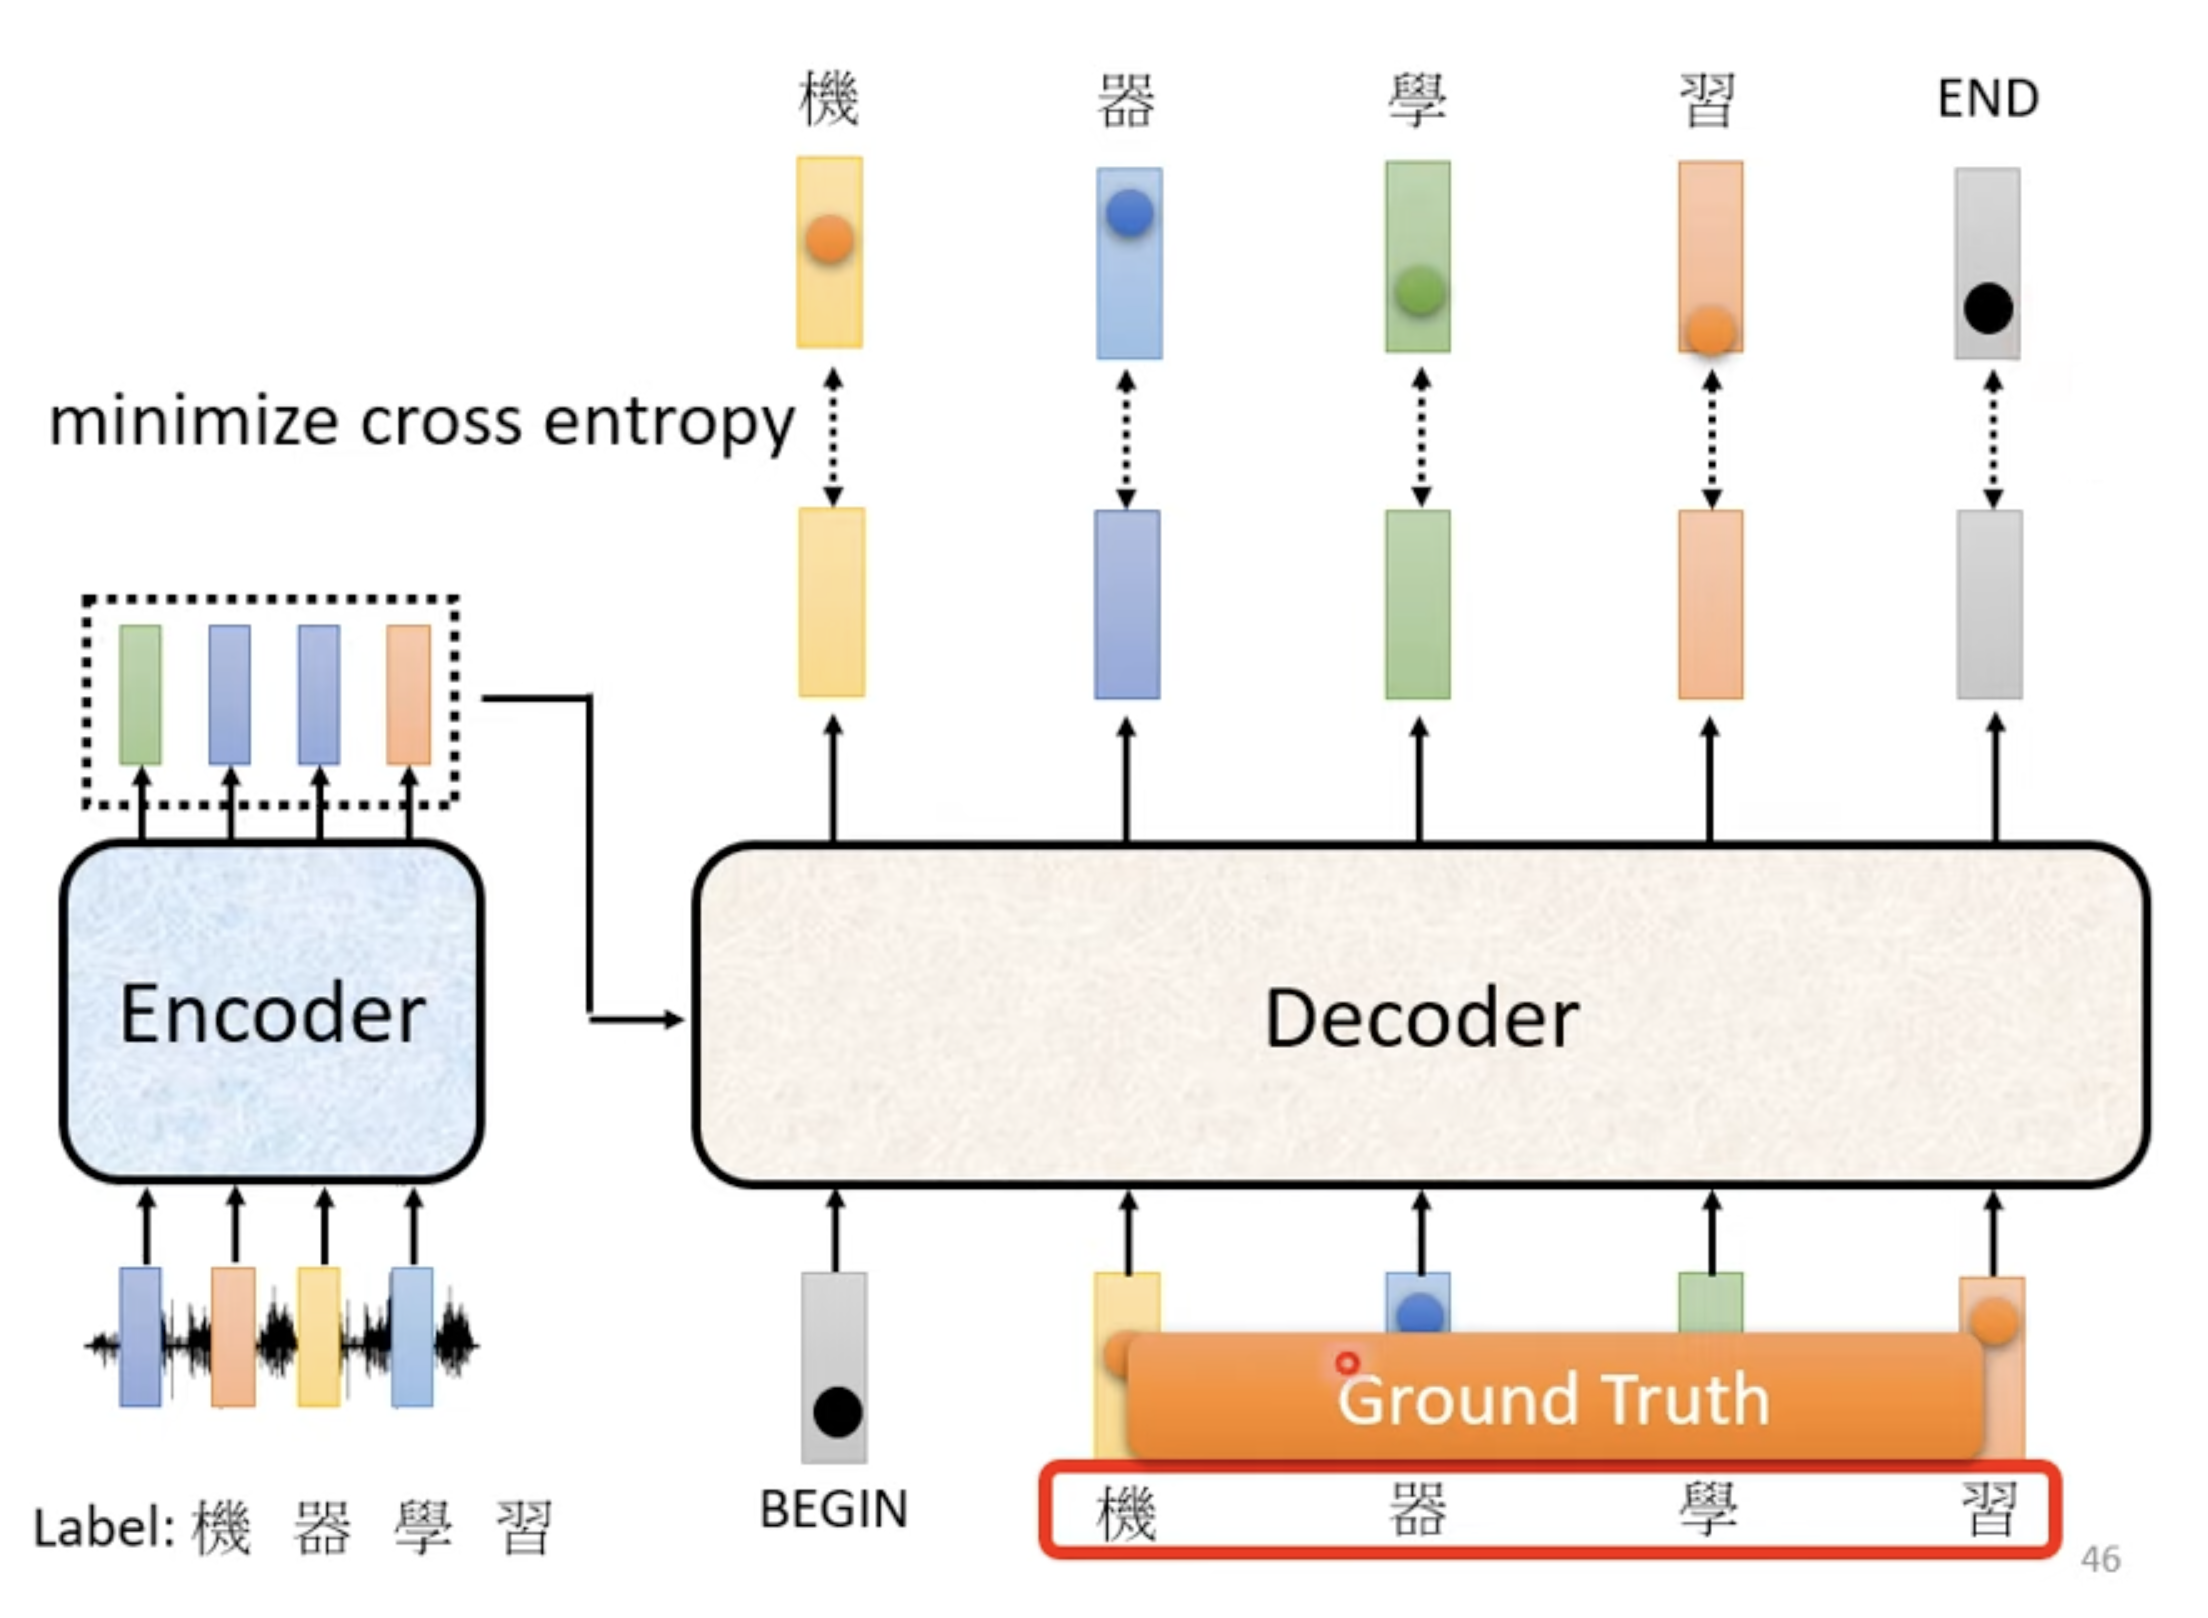 機 器 學 習 END
minimize cross entropy
Encoder
Decoder
Ground Truth
BEGIN
機 器 學 習
Label: 機 器 學 習
46